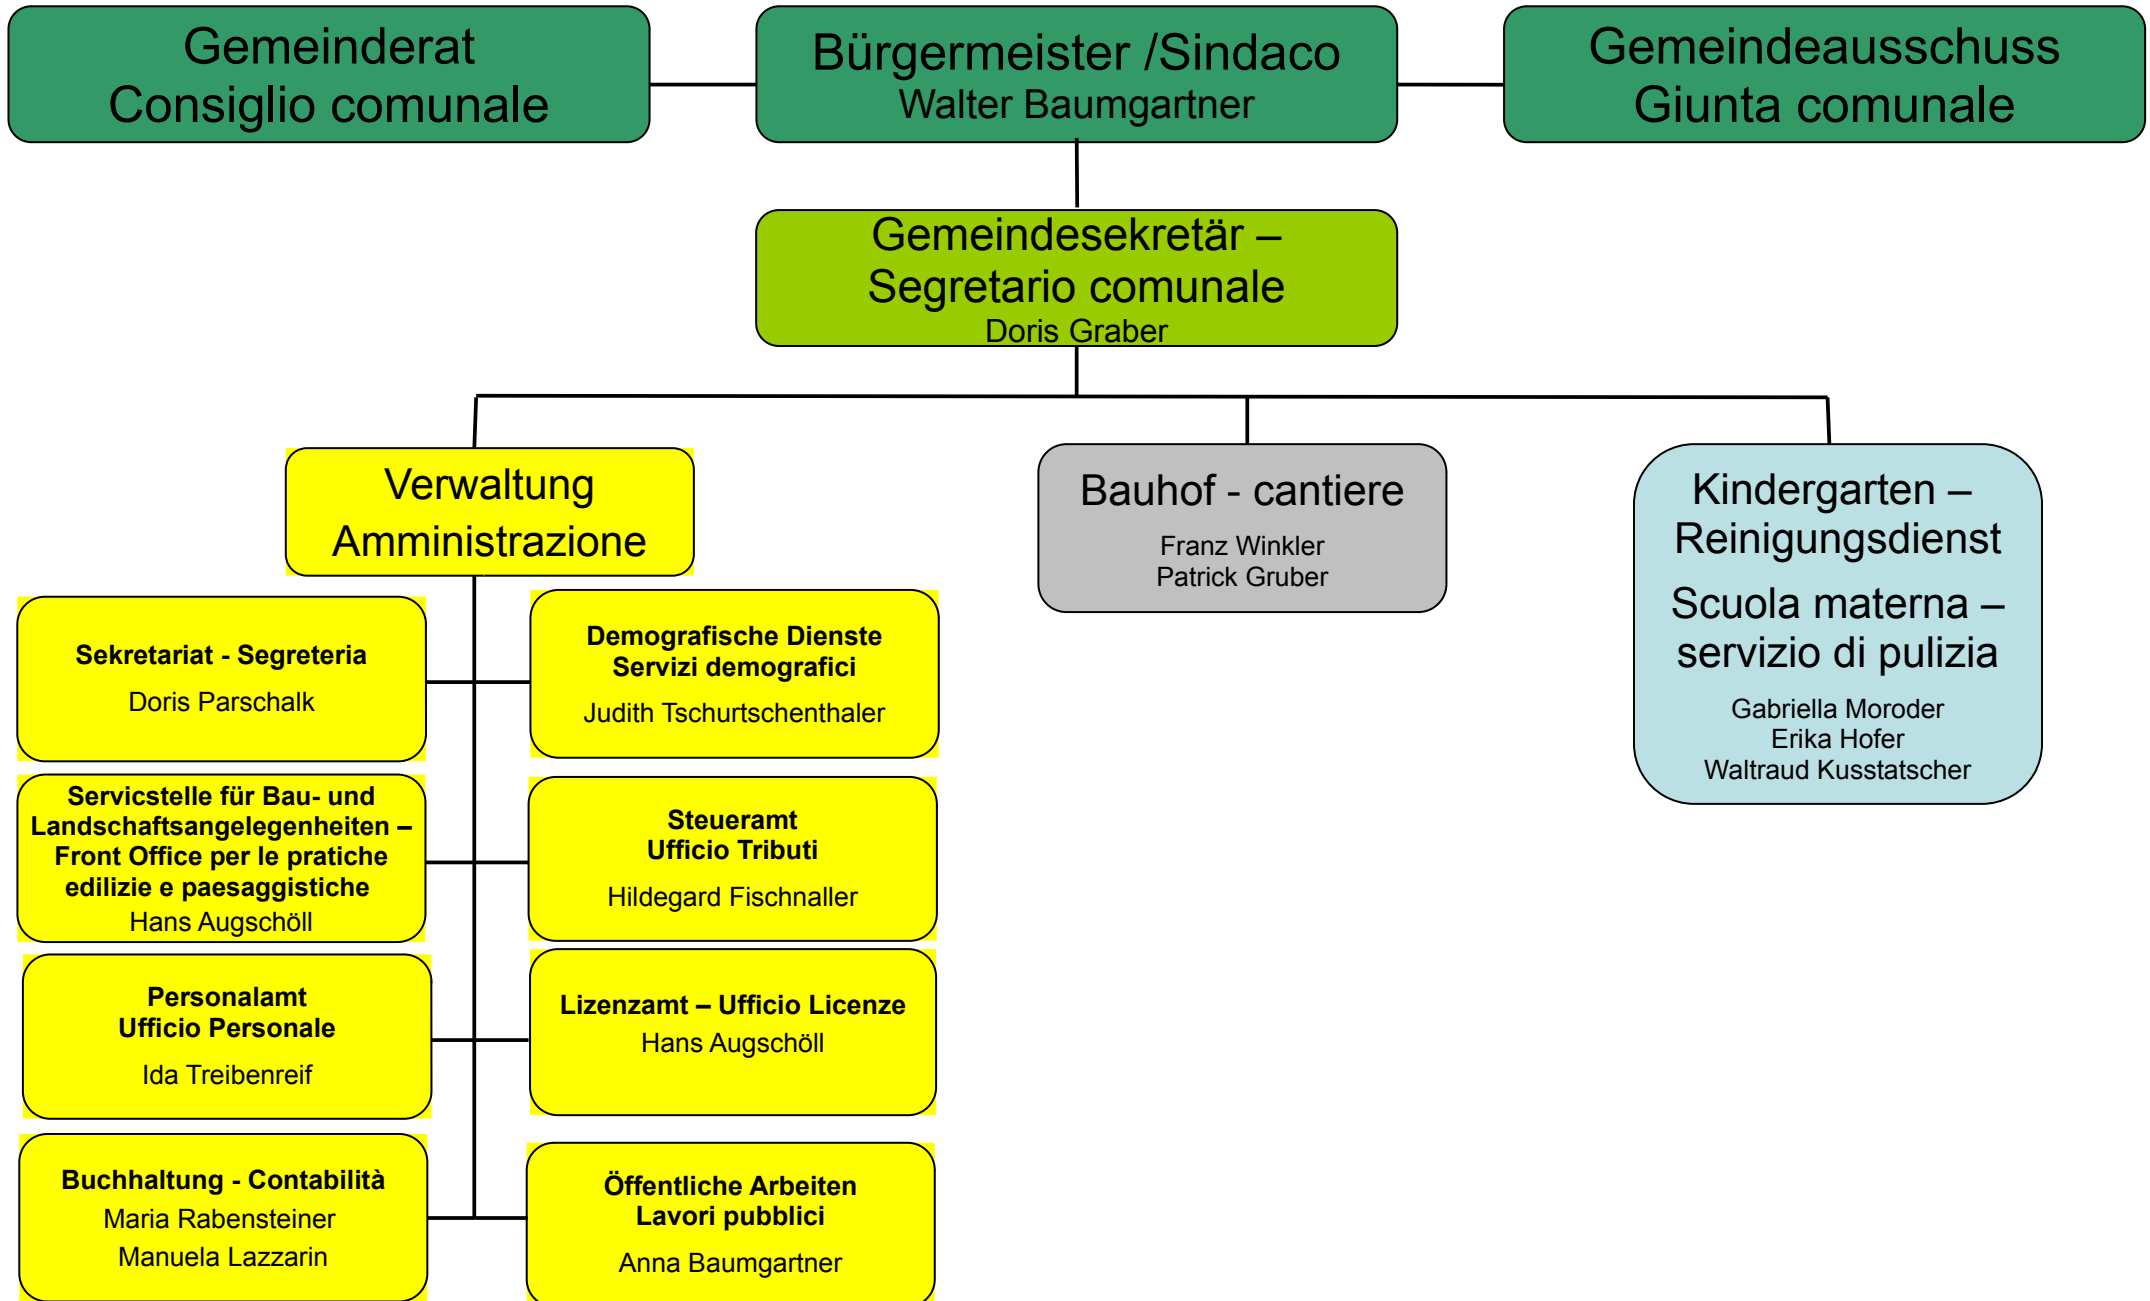 Gemeinderat
Consiglio comunale
Bürgermeister /Sindaco
Walter Baumgartner
Gemeindeausschuss
Giunta comunale
Gemeindesekretär –
Segretario comunale
Doris Graber
Verwaltung
Amministrazione
Bauhof - cantiere
Franz Winkler
Patrick Gruber
Kindergarten –
Reinigungsdienst
Scuola materna –
servizio di pulizia
Gabriella Moroder
Erika Hofer
Waltraud Kusstatscher
Sekretariat - Segreteria
Doris Parschalk
Demografische Dienste
Servizi demografici
Judith Tschurtschenthaler
Servicstelle für Bau- und
Landschaftsangelegenheiten –
Front Office per le pratiche
edilizie e paesaggistiche
Hans Augschöll
Steueramt
Ufficio Tributi
Hildegard Fischnaller
Personalamt
Ufficio Personale
Ida Treibenreif
Lizenzamt – Ufficio Licenze
Hans Augschöll
Buchhaltung - Contabilità
Maria Rabensteiner
Manuela Lazzarin
Öffentliche Arbeiten
Lavori pubblici
Anna Baumgartner